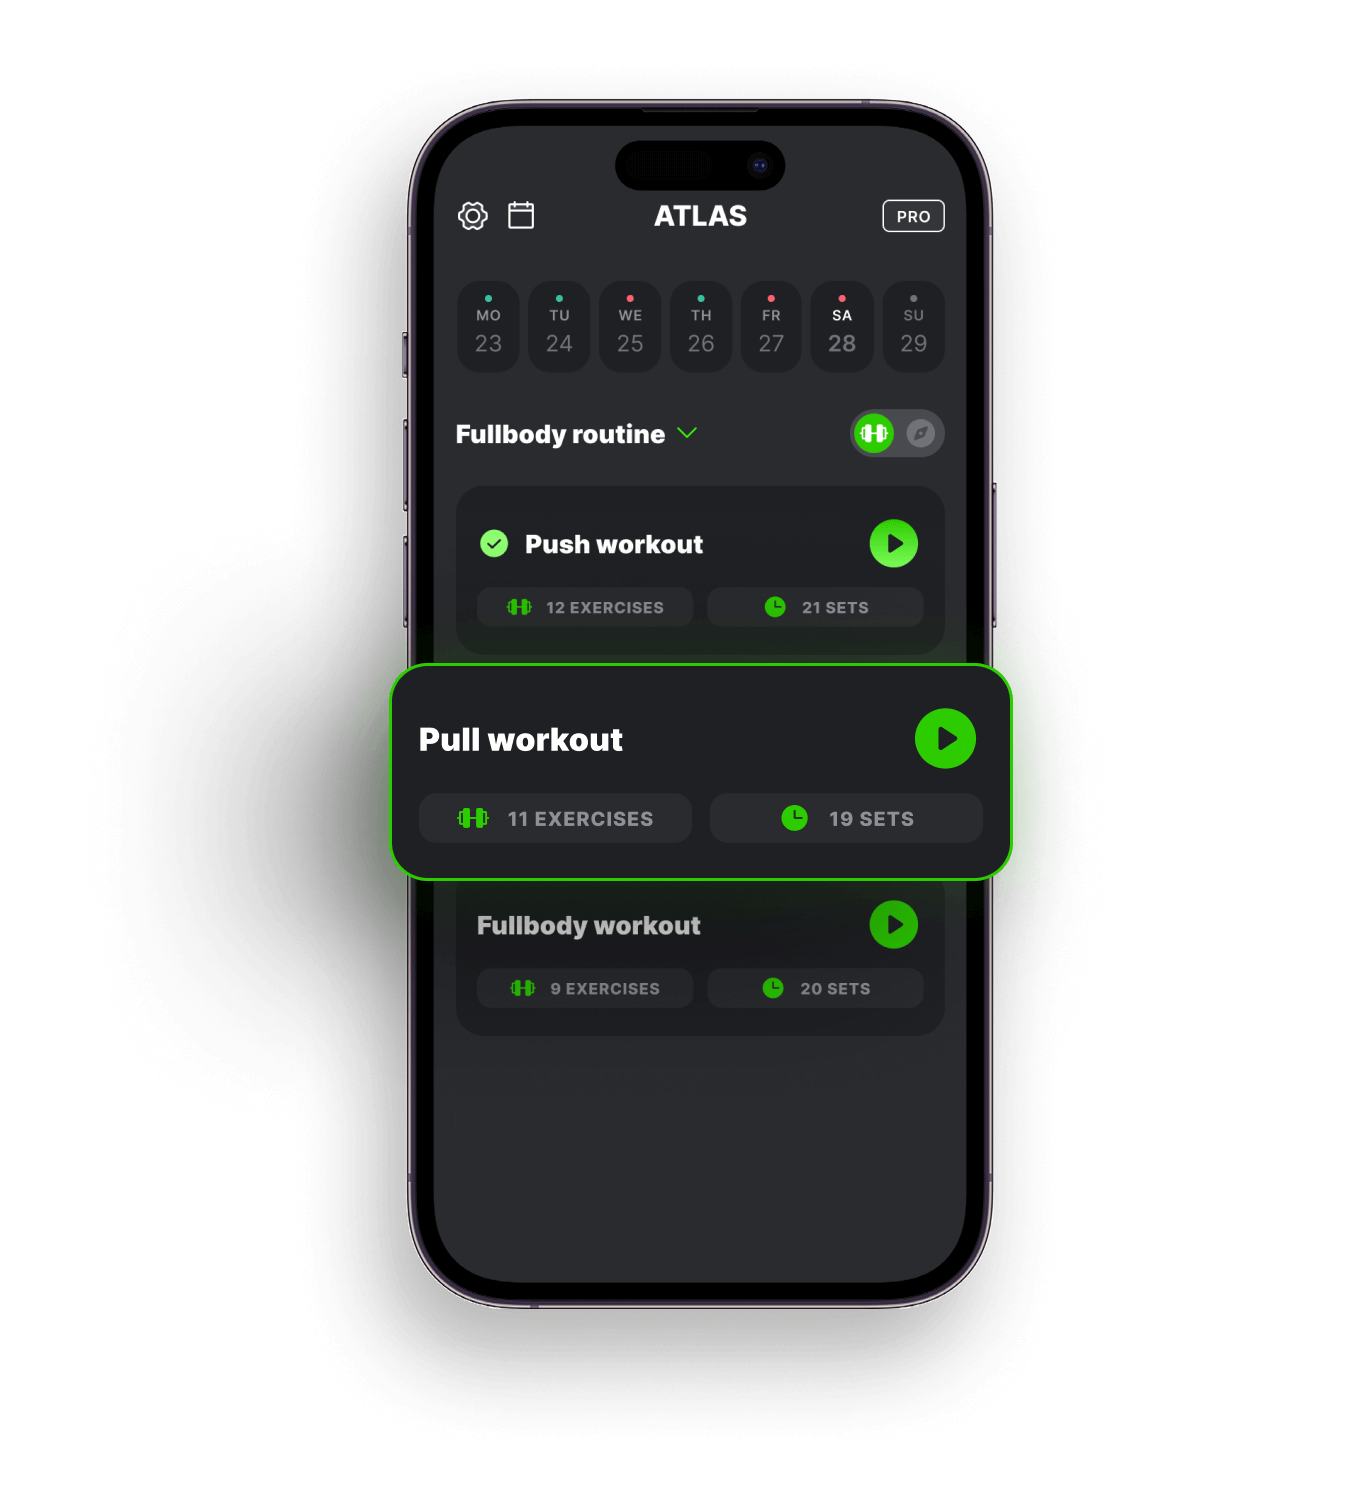 ATLAS
PRO
MO TU WE TH FR SA SU
23 24 25 26 27 28 29
Fullbody routine
Push workout
12 EXERCISES 21 SETS
Pull workout
11 EXERCISES 19 SETS
Fullbody workout
9 EXERCISES 20 SETS